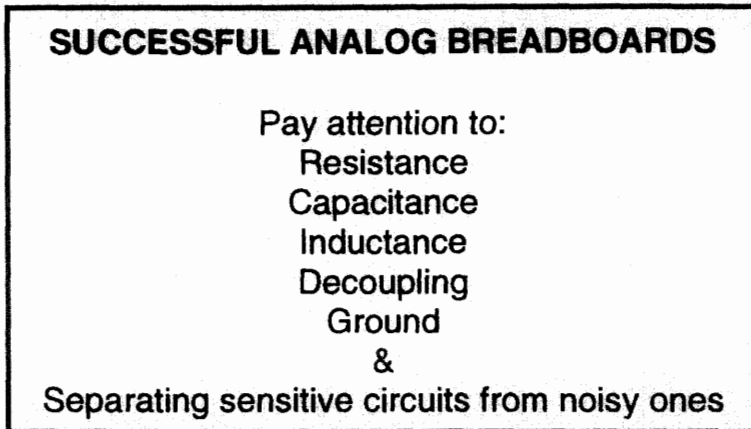 SUCCESSFUL ANALOG BREADBOARDS
Pay attention to:
Resistance
Capacitance
Inductance
Decoupling
Ground
&
Separating sensitive circuits from noisy ones